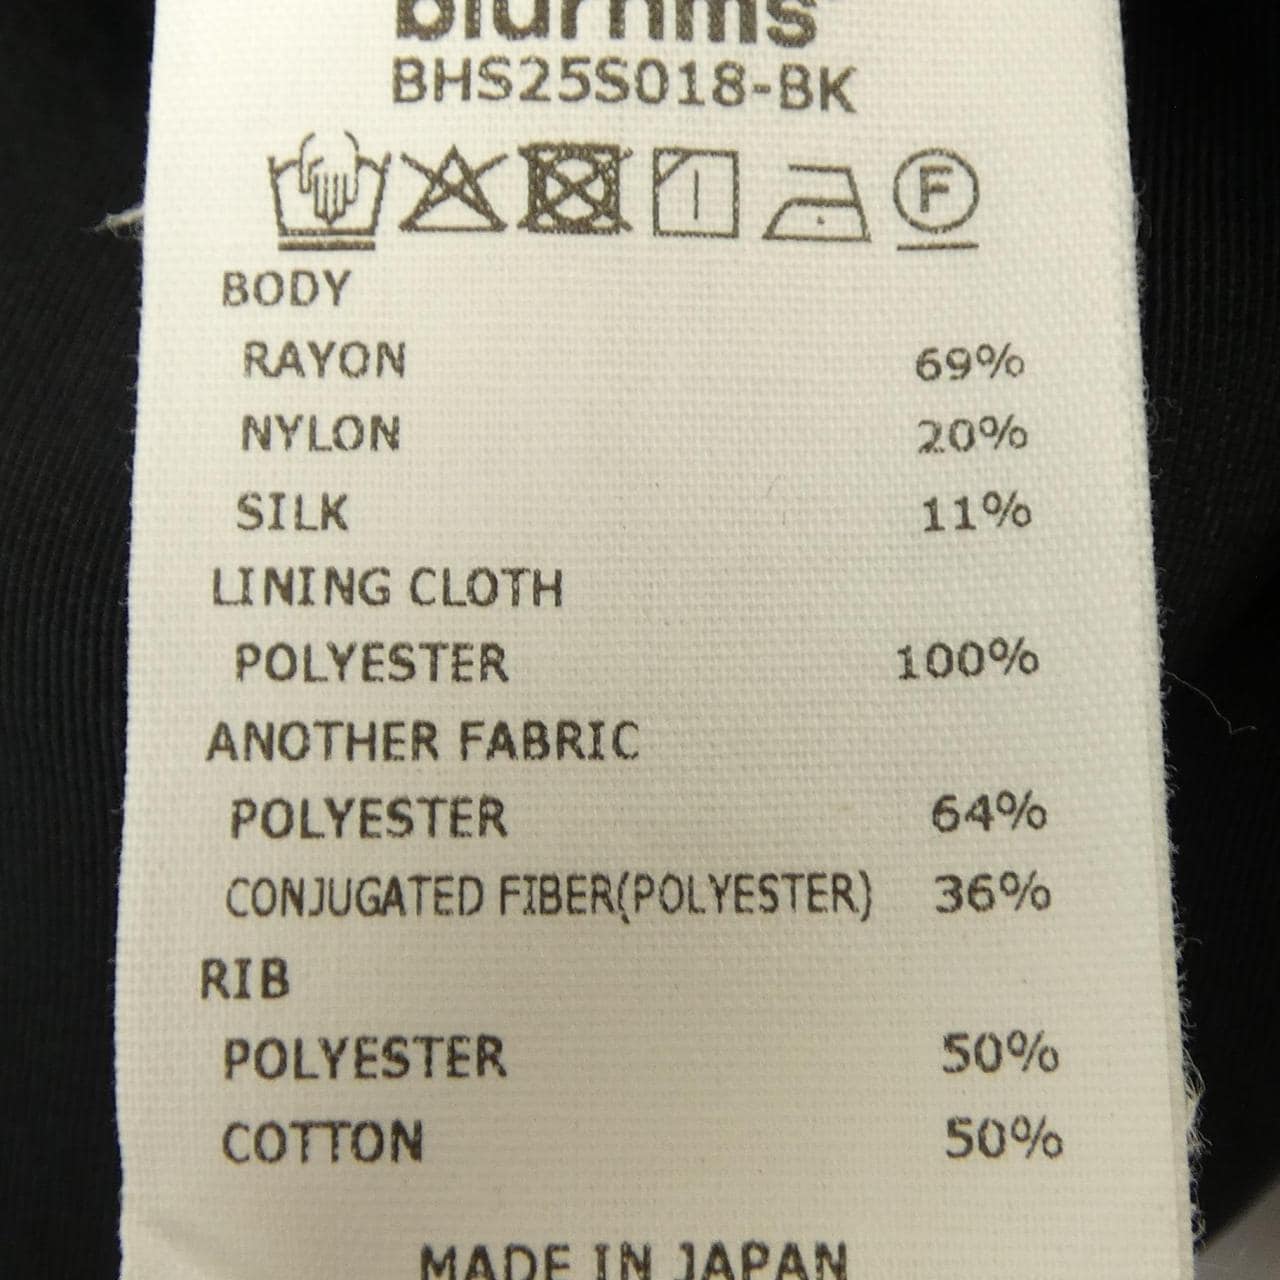 blurhms
BHS25S018-BK
F
BODY
RAYON 69%
NYLON 20%
SILK 11%
LINING CLOTH
POLYESTER 100%
ANOTHER FABRIC
POLYESTER 64%
CONJUGATED FIBER(POLYESTER) 36%
RIB
POLYESTER 50%
COTTON 50%
MADE IN JAPAN